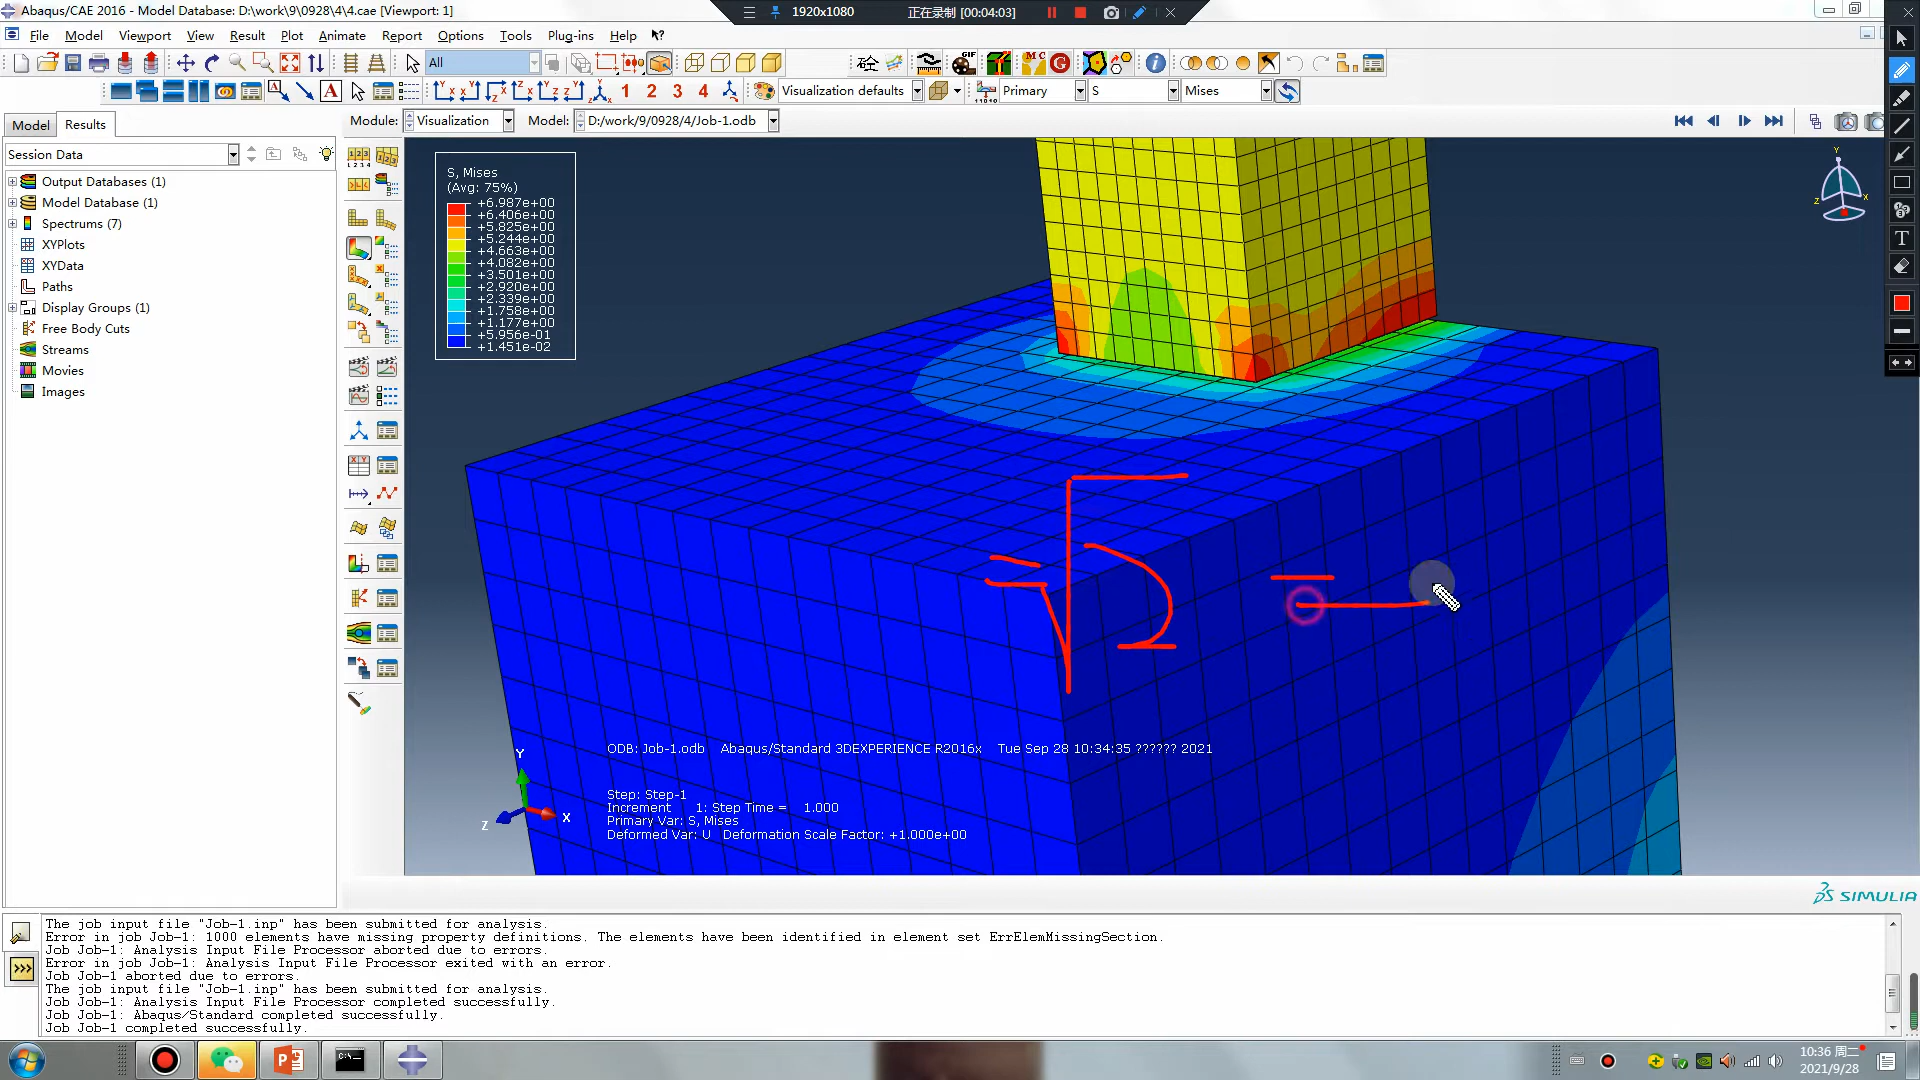 Abaqus/CAE 2016 - Model Database: D:\work\9\0928\4\4.cae [Viewport: 1]
1920x1080
正在录制 [00:04:03]
File Model Viewport View Result Plot Animate Report Options Tools Plug-ins Help
All
砼
GIF
MC
G
A
1 2 3 4
Visualization defaults
Primary
S
Mises
Model Results
Module: Visualization Model: D:/work/9/0928/4/Job-1.odb
Session Data
Output Databases (1)
Model Database (1)
Spectrums (7)
XYPlots
XYData
Paths
Display Groups (1)
Free Body Cuts
Streams
Movies
Images
S, Mises
(Avg: 75%)
+6.987e+00
+6.406e+00
+5.825e+00
+5.244e+00
+4.663e+00
+4.082e+00
+3.501e+00
+2.920e+00
+2.339e+00
+1.758e+00
+1.177e+00
+5.956e-01
+1.451e-02
Y
Z X
ODB: Job-1.odb Abaqus/Standard 3DEXPERIENCE R2016x Tue Sep 28 10:34:35 ?????? 2021
Step: Step-1
Increment 1: Step Time = 1.000
Primary Var: S, Mises
Deformed Var: U Deformation Scale Factor: +1.000e+00
Y
Z X
SIMULIA
The job input file "Job-1.inp" has been submitted for analysis.
Error in job Job-1: 1000 elements have missing property definitions. The elements have been identified in element set ErrElemMissingSection.
Job Job-1: Analysis Input File Processor aborted due to errors.
Error in job Job-1: Analysis Input File Processor exited with an error.
Job Job-1 aborted due to errors.
The job input file "Job-1.inp" has been submitted for analysis.
Job Job-1: Analysis Input File Processor completed successfully.
Job Job-1: Abaqus/Standard completed successfully.
Job Job-1 completed successfully.
10:36 周二
2021/9/28